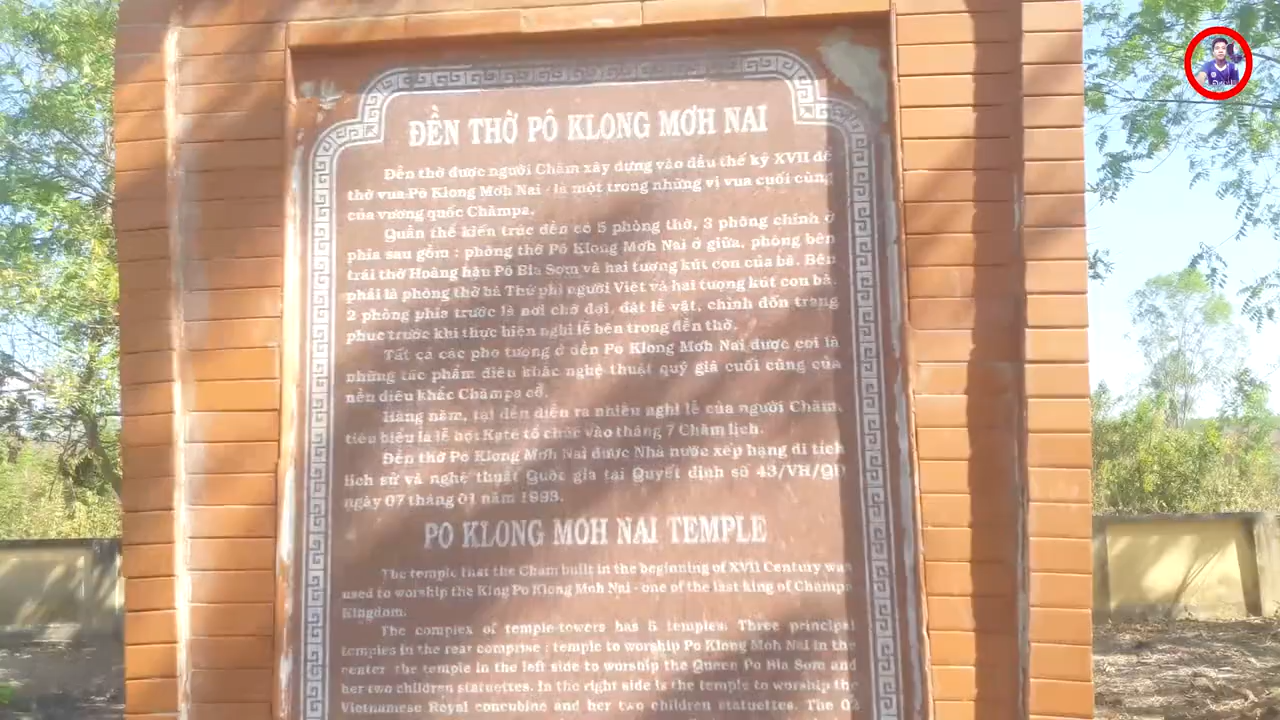 ĐỀN THỜ PÔ KLONG MƠH NAI
Đền thờ được người Chăm xây dựng vào đầu thế kỷ XVII để
thờ vua Pô Klong Mơh Nai - là một trong những vị vua cuối cùng
của vương quốc Chămpa.
Quần thể kiến trúc đền có 5 phòng thờ, 3 phòng chính ở
phía sau gồm : phòng thờ Pô Klong Mơh Nai ở giữa, phòng bên
trái thờ Hoàng hậu Pô Bia Sơm và hai tượng kút con của bà. Bên
phải là phòng thờ bà Thứ phi người Việt và hai tượng kút con bà.
2 phòng phía trước là nơi chờ đợi, đặt lễ vật, chỉnh đốn trang
phục trước khi thực hiện nghi lễ bên trong đền thờ.
Tất cả các pho tượng ở đền Pô Klong Mơh Nai được coi là
những tác phẩm điêu khắc nghệ thuật quý giá cuối cùng của
nền điêu khắc Chămpa cổ.
Hàng năm, tại đền diễn ra nhiều nghi lễ của người Chăm,
tiêu biểu là lễ hội Katê tổ chức vào tháng 7 Chăm lịch.
Đền thờ Pô Klong Mơh Nai được Nhà nước xếp hạng di tích
lịch sử và nghệ thuật Quốc gia tại Quyết định số 43/VH/QĐ
ngày 07 tháng 01 năm 1993.
PO KLONG MOH NAI TEMPLE
The temple that the Cham built in the beginning of XVII Century was
used to worship the King Po Klong Moh Nai - one of the last king of Champa
Kingdom.
The complex of temple-towers has 5 temples. Three principal
temples in the rear comprise : temple to worship Po Klong Moh Nai in the
center the temple in the left side to worship the Queen Po Bia Som and
her two children statuettes. In the right side is the temple to worship the
Vietnamese Royal concubine and her two children statuettes. The 02